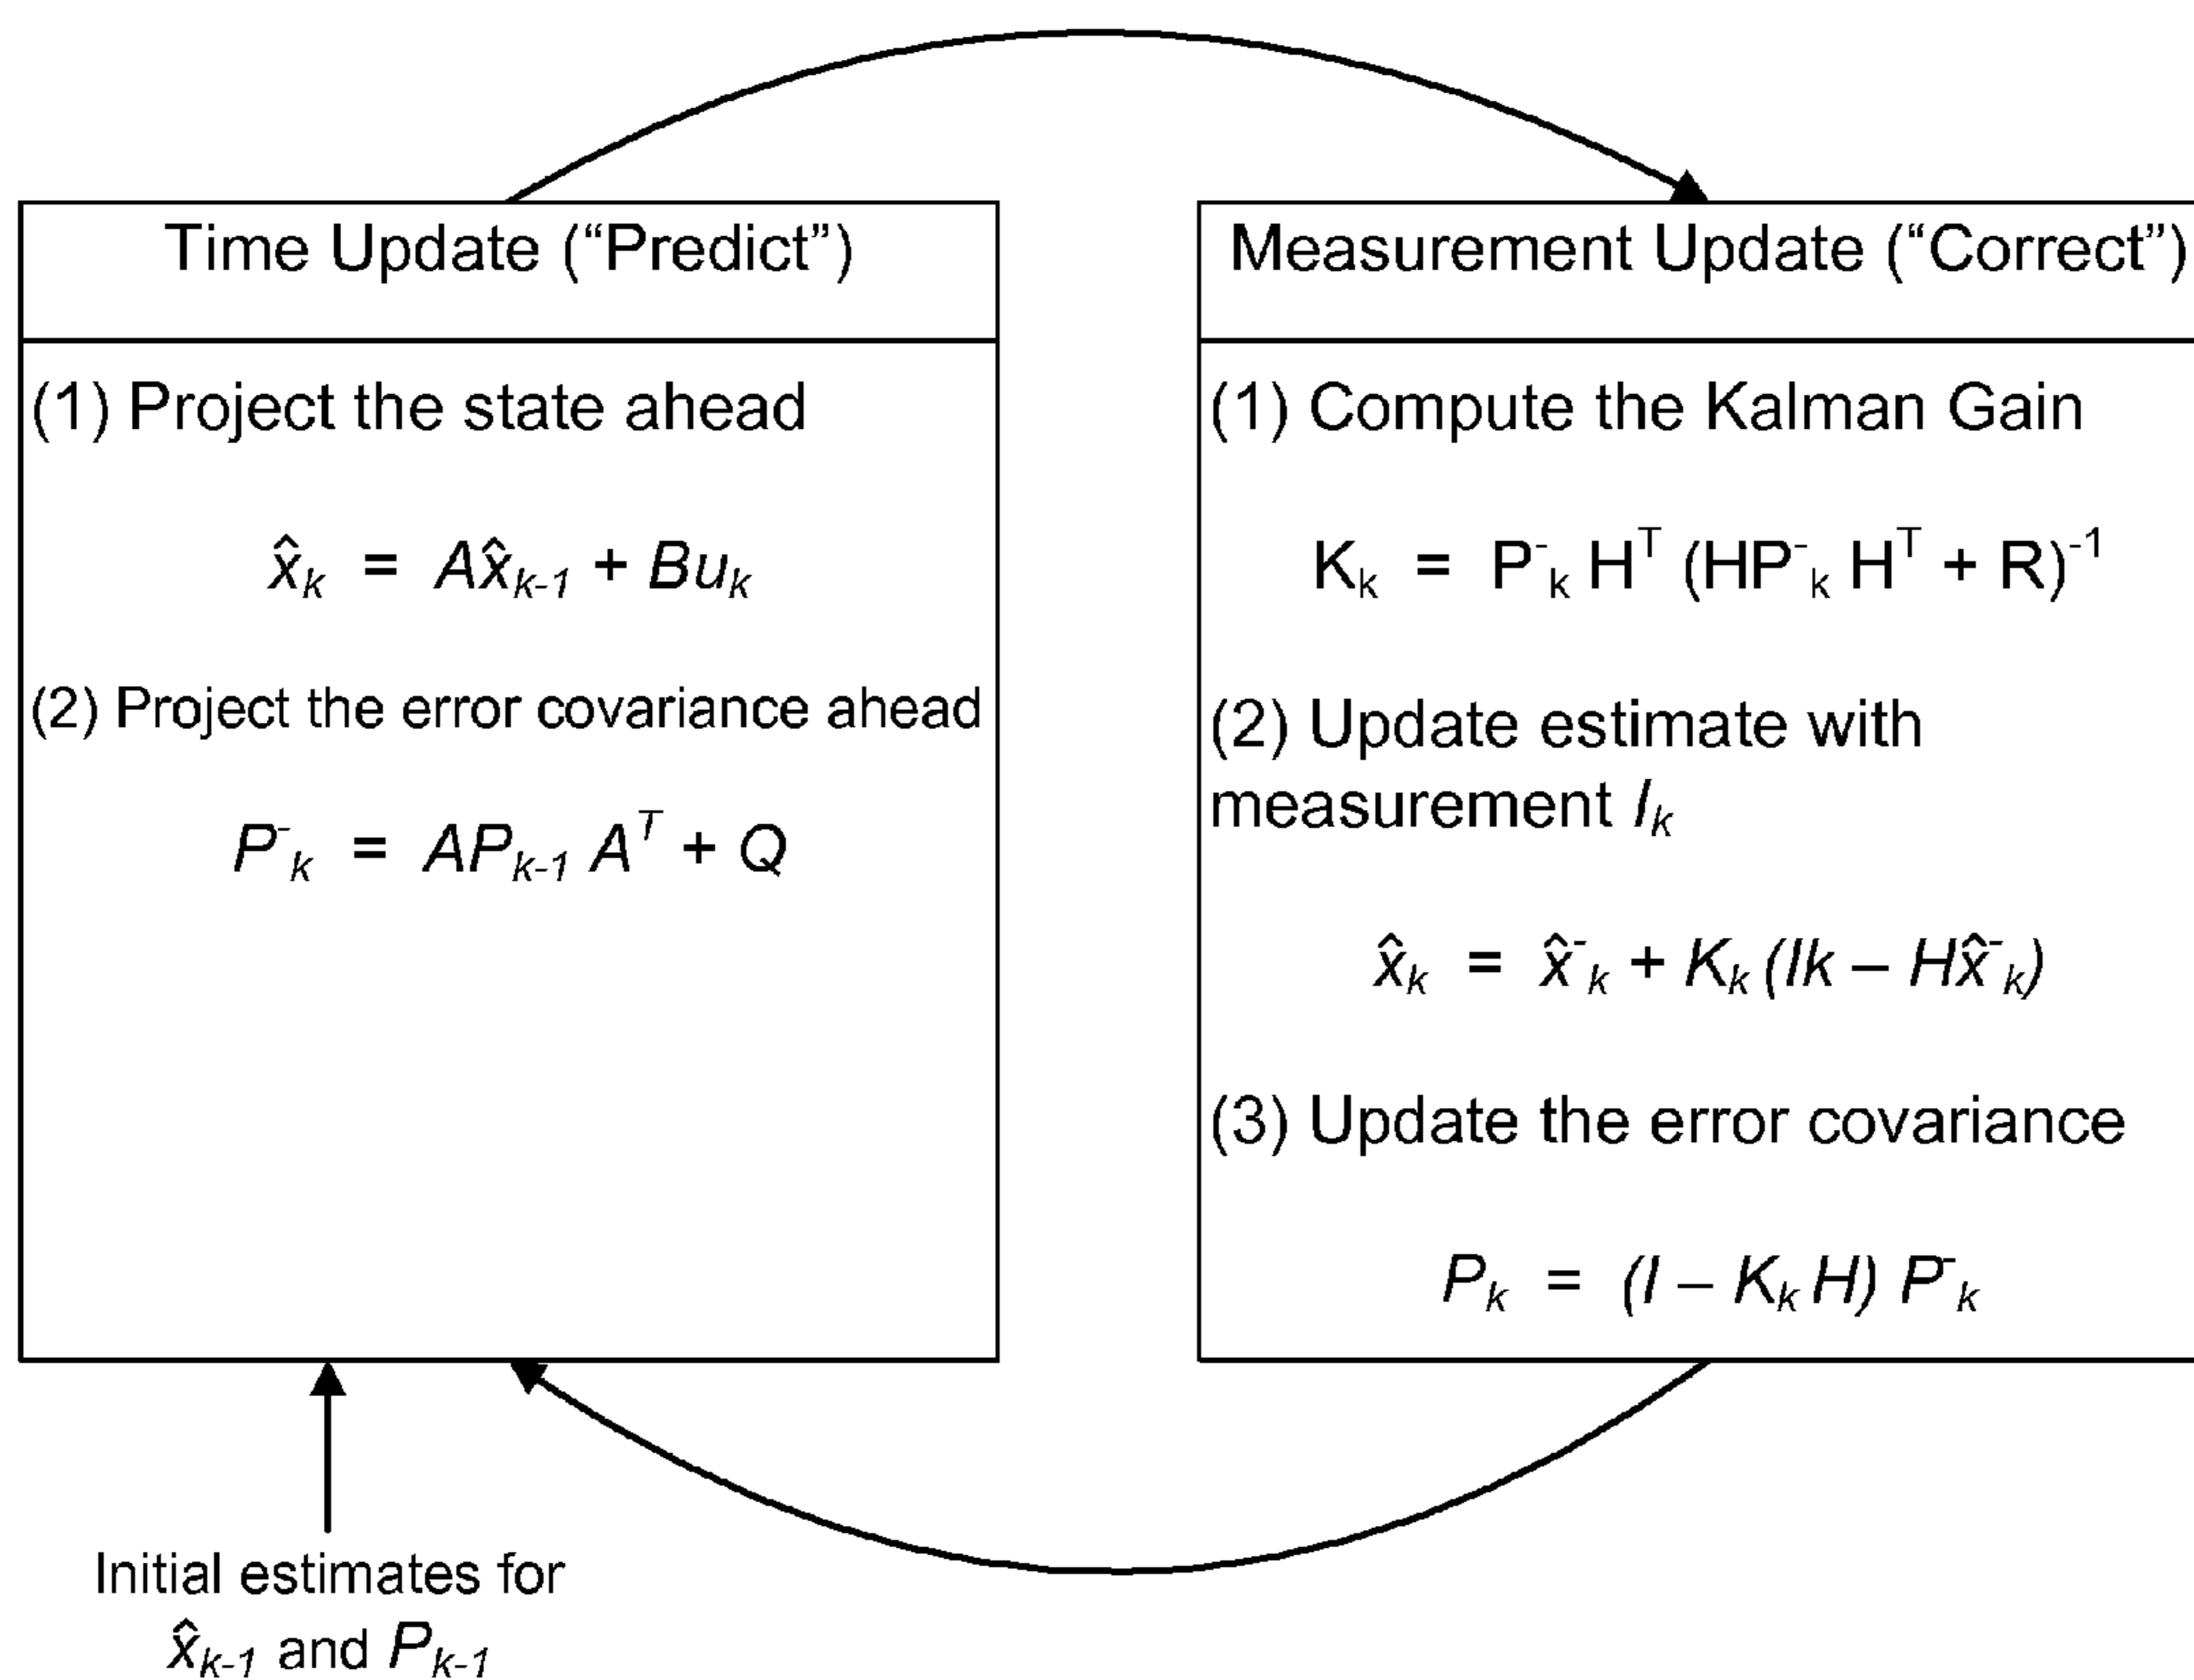 Time Update (“Predict”)
(1) Project the state ahead
x̂ₖ = Ax̂ₖ₋₁ + Buₖ
(2) Project the error covariance ahead
P⁻ₖ = APₖ₋₁ Aᵀ + Q
Measurement Update (“Correct”)
(1) Compute the Kalman Gain
Kₖ = P⁻ₖ Hᵀ (HP⁻ₖ Hᵀ + R)⁻¹
(2) Update estimate with
measurement Iₖ
x̂ₖ = x̂⁻ₖ + Kₖ (Ik – Hx̂⁻ₖ)
(3) Update the error covariance
Pₖ = (I – Kₖ H) P⁻ₖ
Initial estimates for
x̂ₖ₋₁ and Pₖ₋₁